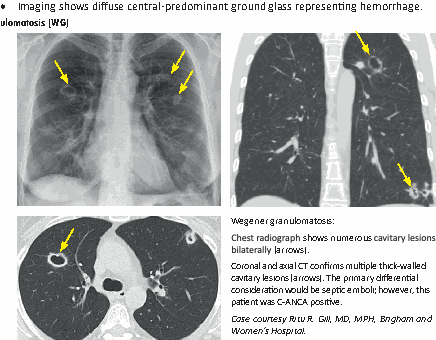 • Imaging shows diffuse central-predominant ground glass representing hemorrhage.
ulomatosis (WG)
Wegener granulomatosis:
Chest radiograph shows numerous cavitary lesions
bilaterally (arrows).
Coronal and axial CT confirms multiple thick-walled
cavitary lesions (arrows). The primary differential
consideration would be septic emboli; however, this
patient was C-ANCA positive.
Case courtesy Ritu R. Gill, MD, MPH, Brigham and
Women's Hospital.